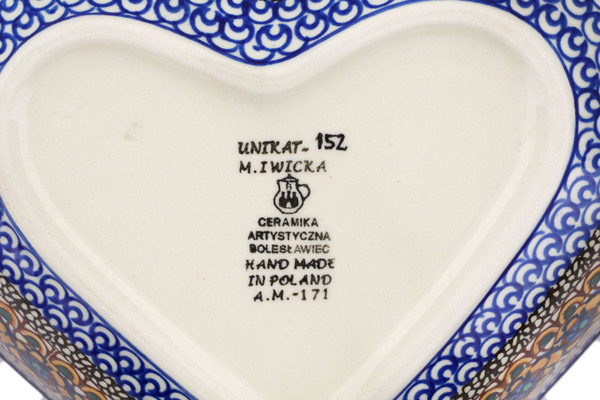 UNIKAT- 152
M. IWICKA
CERAMIKA
ARTYSTYCZNA
BOLESŁAWIEC
HAND MADE
IN POLAND
A.M.-171